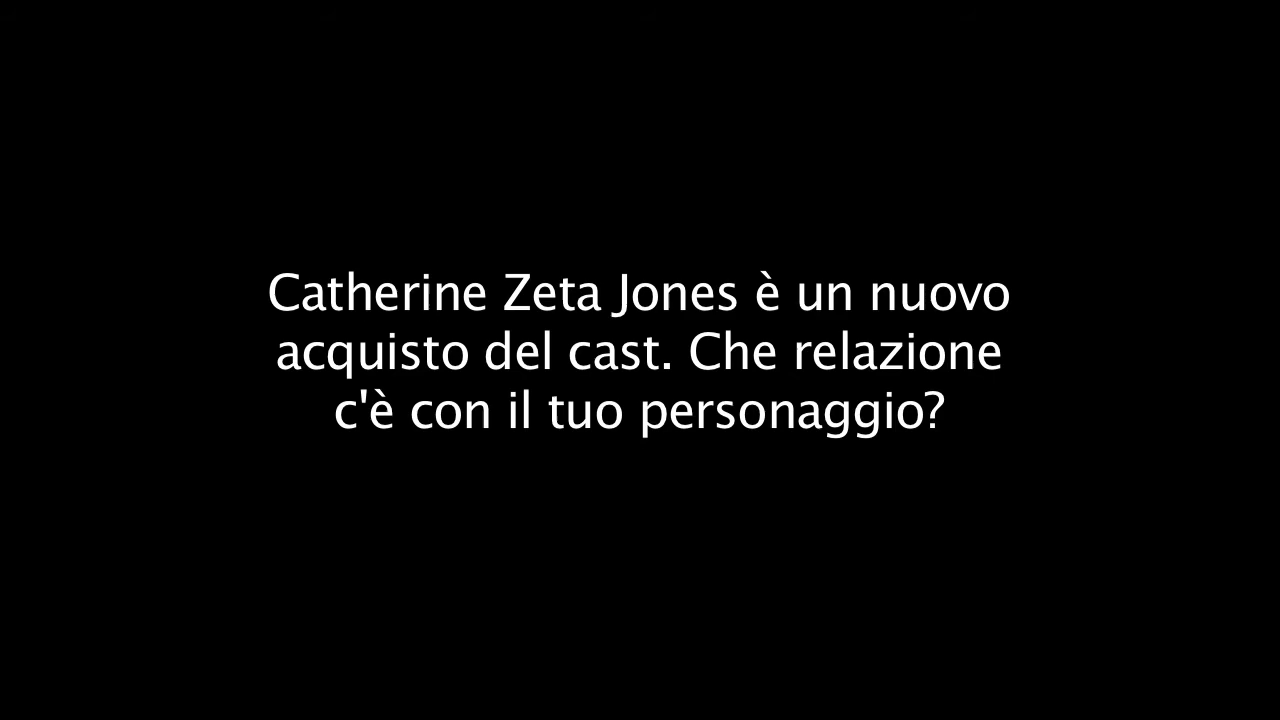 Catherine Zeta Jones è un nuovo
acquisto del cast. Che relazione
c'è con il tuo personaggio?